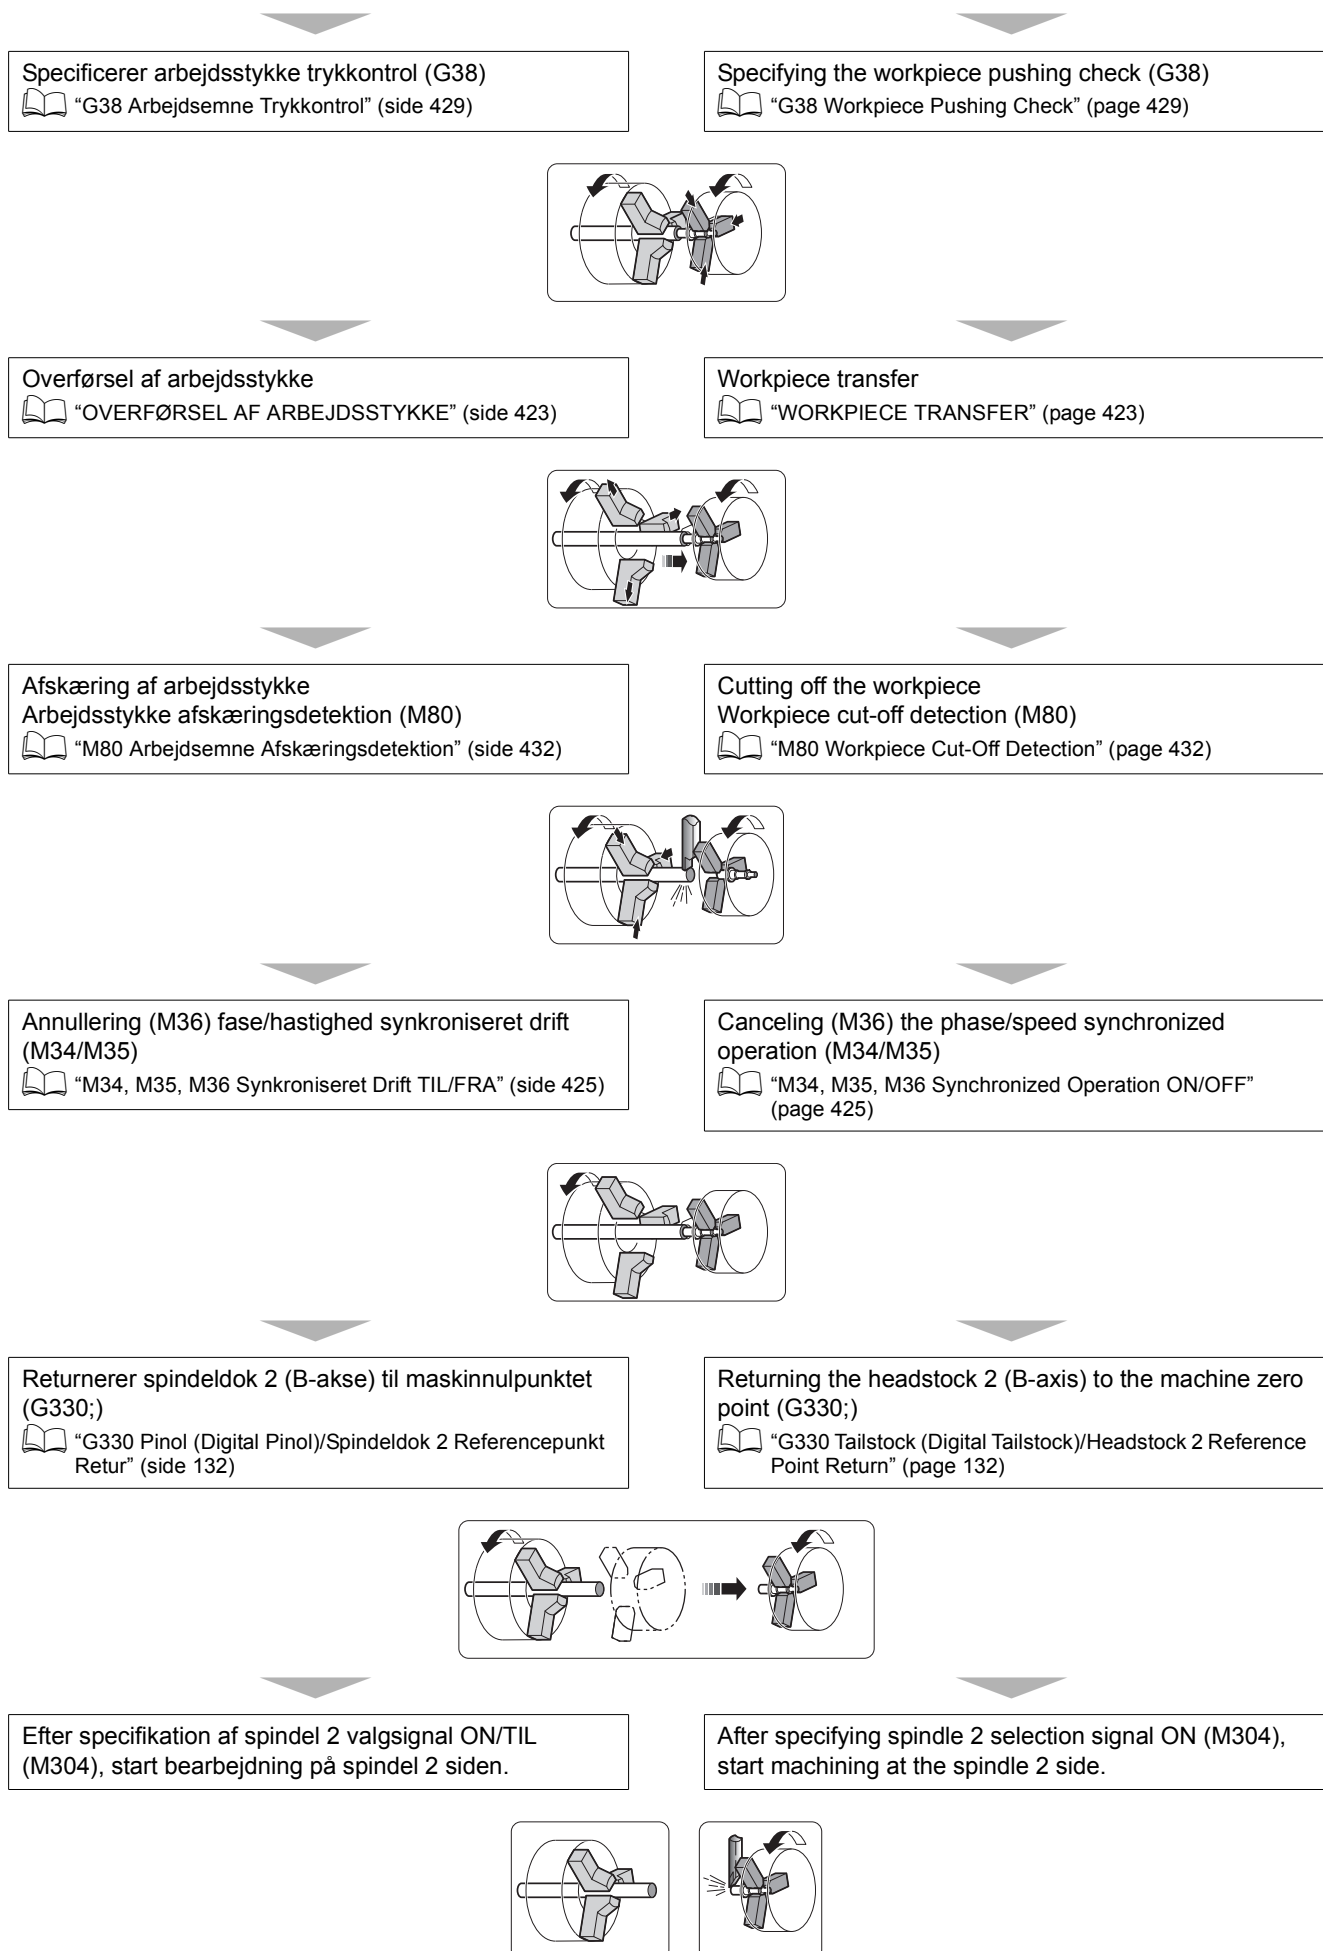 Specificerer arbejdsstykke trykkontrol (G38)
“G38 Arbejdsemne Trykkontrol” (side 429)
Specifying the workpiece pushing check (G38)
“G38 Workpiece Pushing Check” (page 429)
Overførsel af arbejdsstykke
“OVERFØRSEL AF ARBEJDSSTYKKE” (side 423)
Workpiece transfer
“WORKPIECE TRANSFER” (page 423)
Afskæring af arbejdsstykke
Arbejdsstykke afskæringsdetektion (M80)
“M80 Arbejdsemne Afskæringsdetektion” (side 432)
Cutting off the workpiece
Workpiece cut-off detection (M80)
“M80 Workpiece Cut-Off Detection” (page 432)
Annullering (M36) fase/hastighed synkroniseret drift
(M34/M35)
“M34, M35, M36 Synkroniseret Drift TIL/FRA” (side 425)
Canceling (M36) the phase/speed synchronized
operation (M34/M35)
“M34, M35, M36 Synchronized Operation ON/OFF”
(page 425)
Returnerer spindeldok 2 (B-akse) til maskinnulpunktet
(G330;)
“G330 Pinol (Digital Pinol)/Spindeldok 2 Referencepunkt
Retur” (side 132)
Returning the headstock 2 (B-axis) to the machine zero
point (G330;)
“G330 Tailstock (Digital Tailstock)/Headstock 2 Reference
Point Return” (page 132)
Efter specifikation af spindel 2 valgsignal ON/TIL
(M304), start bearbejdning på spindel 2 siden.
After specifying spindle 2 selection signal ON (M304),
start machining at the spindle 2 side.